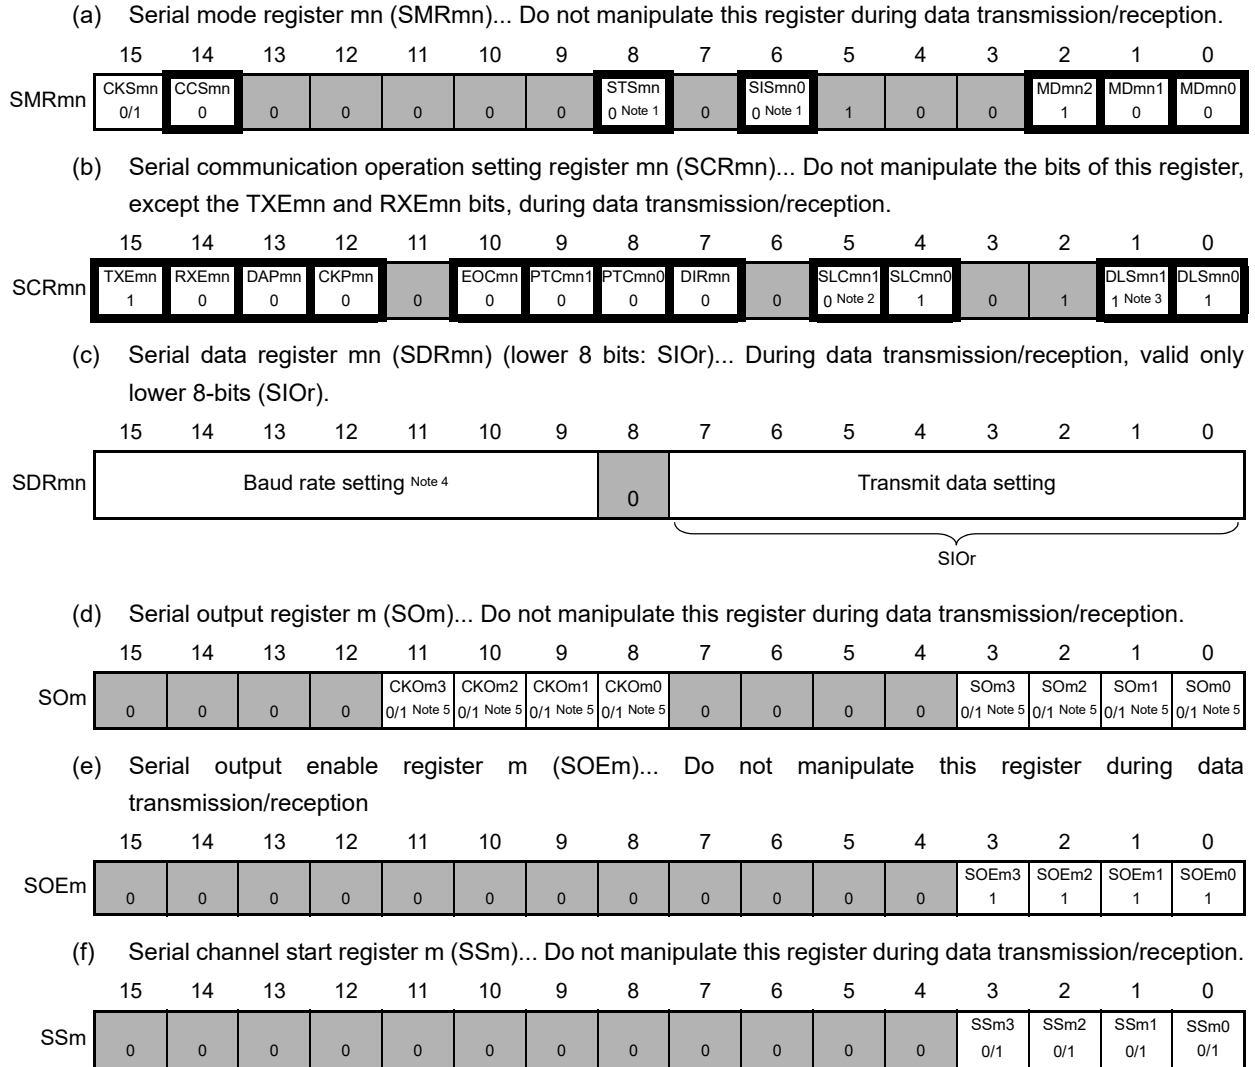 (a) Serial mode register mn (SMRmn)... Do not manipulate this register during data transmission/reception.
15 14 13 12 11 10 9 8 7 6 5 4 3 2 1 0
CKSmn CCSmn STSmn SISmn0 MDmn2 MDmn1 MDmn0
SMRmn
0/1 0 0 0 0 0 0 0 Note 1 0 0 Note 1 1 0 0 1 0 0
(b) Serial communication operation setting register mn (SCRmn)... Do not manipulate the bits of this register,
except the TXEmn and RXEmn bits, during data transmission/reception.
15 14 13 12 11 10 9 8 7 6 5 4 3 2 1 0
TXEmn RXEmn DAPmn CKPmn EOCmn PTCmn1 PTCmn0 DIRmn SLCmn1 SLCmn0 DLSmn1 DLSmn0
SCRmn
1 0 0 0 0 0 0 0 0 0 0 Note 2 1 0 1 1 Note 3 1
(c) Serial data register mn (SDRmn) (lower 8 bits: SIOr)... During data transmission/reception, valid only
lower 8-bits (SIOr).
15 14 13 12 11 10 9 8 7 6 5 4 3 2 1 0
SDRmn Baud rate setting Note 4 0 Transmit data setting
SIOr
(d) Serial output register m (SOm)... Do not manipulate this register during data transmission/reception.
15 14 13 12 11 10 9 8 7 6 5 4 3 2 1 0
CKOm3 CKOm2 CKOm1 CKOm0 SOm3 SOm2 SOm1 SOm0
SOm
0 0 0 0 0/1 Note 5 0/1 Note 5 0/1 Note 5 0/1 Note 5 0 0 0 0 0/1 Note 5 0/1 Note 5 0/1 Note 5 0/1 Note 5
(e) Serial output enable register m (SOEm)... Do not manipulate this register during data
transmission/reception
15 14 13 12 11 10 9 8 7 6 5 4 3 2 1 0
SOEm3 SOEm2 SOEm1 SOEm0
SOEm
0 0 0 0 0 0 0 0 0 0 0 0 1 1 1 1
(f) Serial channel start register m (SSm)... Do not manipulate this register during data transmission/reception.
15 14 13 12 11 10 9 8 7 6 5 4 3 2 1 0
SSm3 SSm2 SSm1 SSm0
SSm
0 0 0 0 0 0 0 0 0 0 0 0 0/1 0/1 0/1 0/1